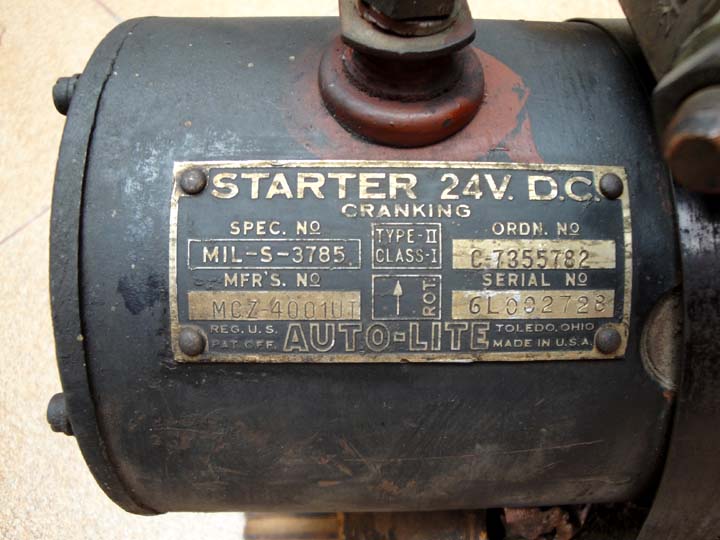 STARTER 24V. D.C.
CRANKING
SPEC. Nº TYPE-II ORDN. Nº
MIL-S-3785 CLASS-I C-7355782
MFR'S. Nº SERIAL Nº
MCZ-4001UT ROT. 6L002728
REG. U.S. PAT. OFF. AUTO-LITE TOLEDO, OHIO MADE IN U.S.A.